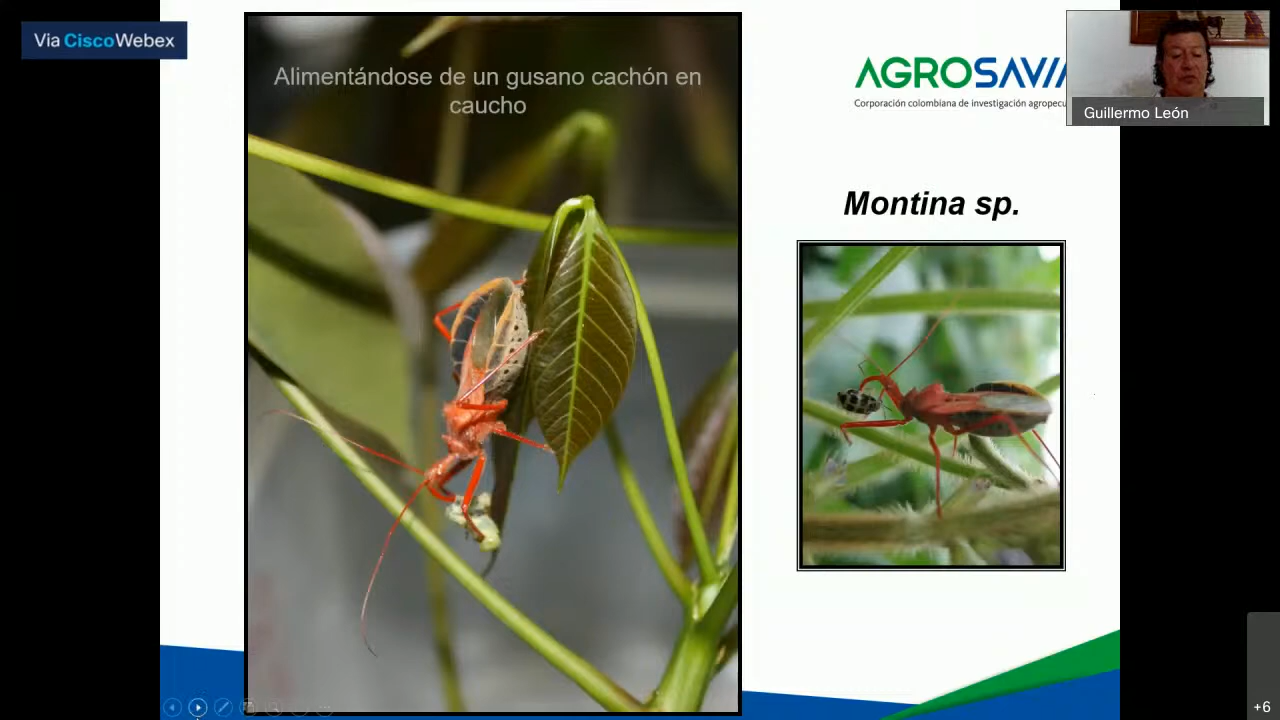 Vía CiscoWebex
Alimentándose de un gusano cachón en
caucho
AGROSAVIA
Corporación colombiana de investigación agropecu
Guillermo León
Montina sp.
+6